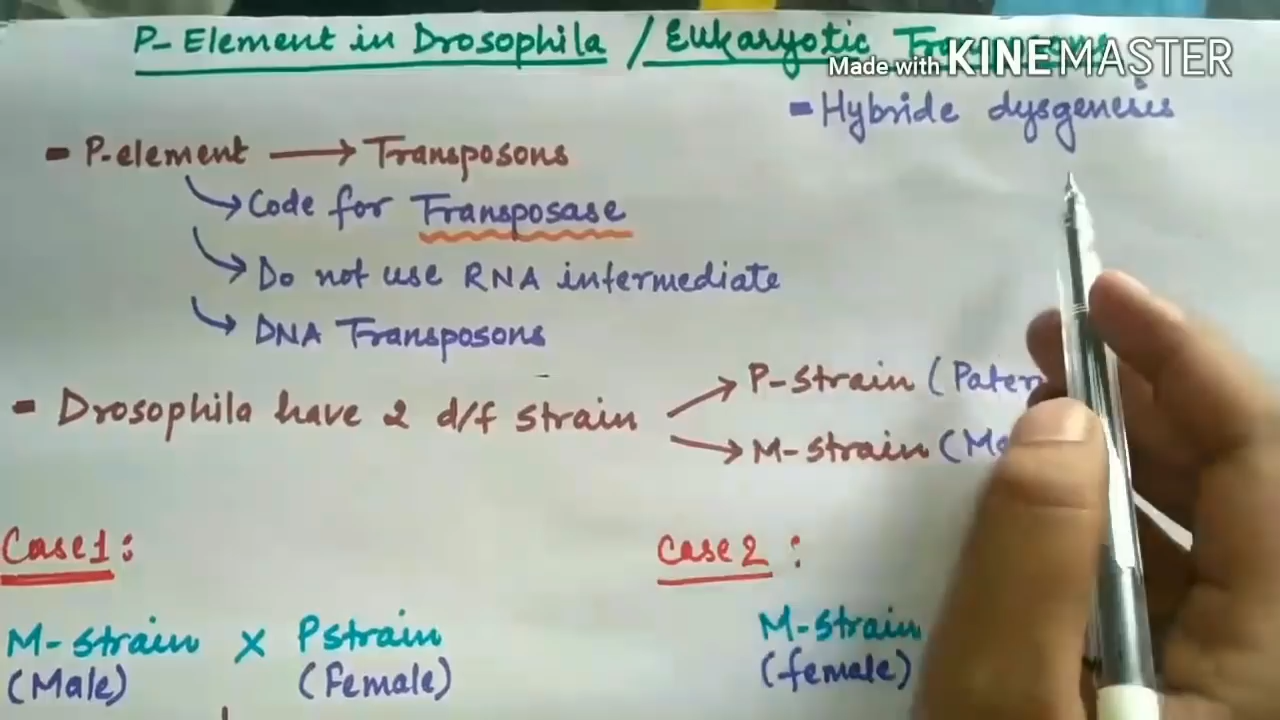 P-Element in Drosophila / Eukaryotic
Made with KINEMASTER
- Hybride dysgenesis
- P-element → Transposons
Code for Transposase
Do not use RNA intermediate
DNA Transposons
- Drosophila have 2 d/f strain
P-strain (Pater
M-strain (M
Case 1:
Case 2 :
M-strain × P strain
(Male) (Female)
M-strain
(female)